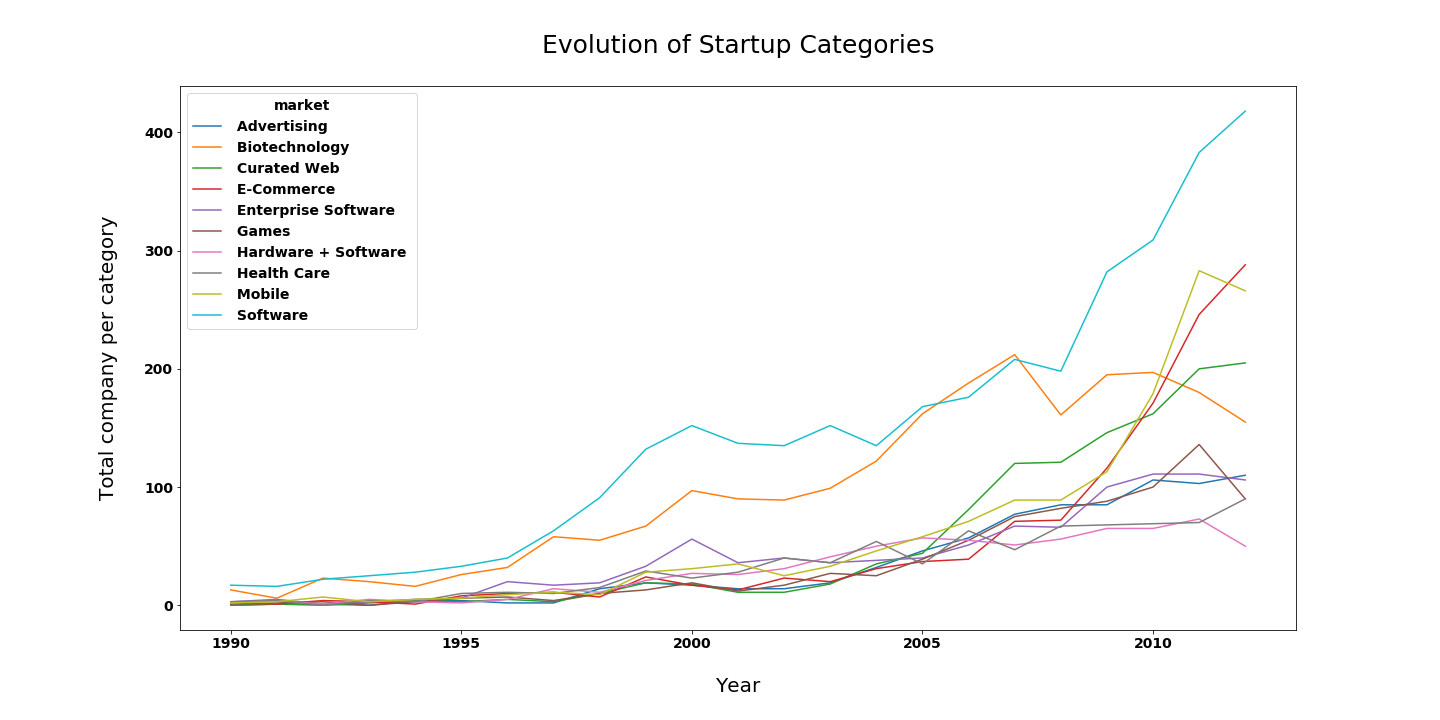 Evolution of Startup Categories
market
Advertising
Biotechnology
Curated Web
E-Commerce
Enterprise Software
Games
Hardware + Software
Health Care
Mobile
Software
Total company per category
400
300
200
100
0
1990 1995 2000 2005 2010
Year